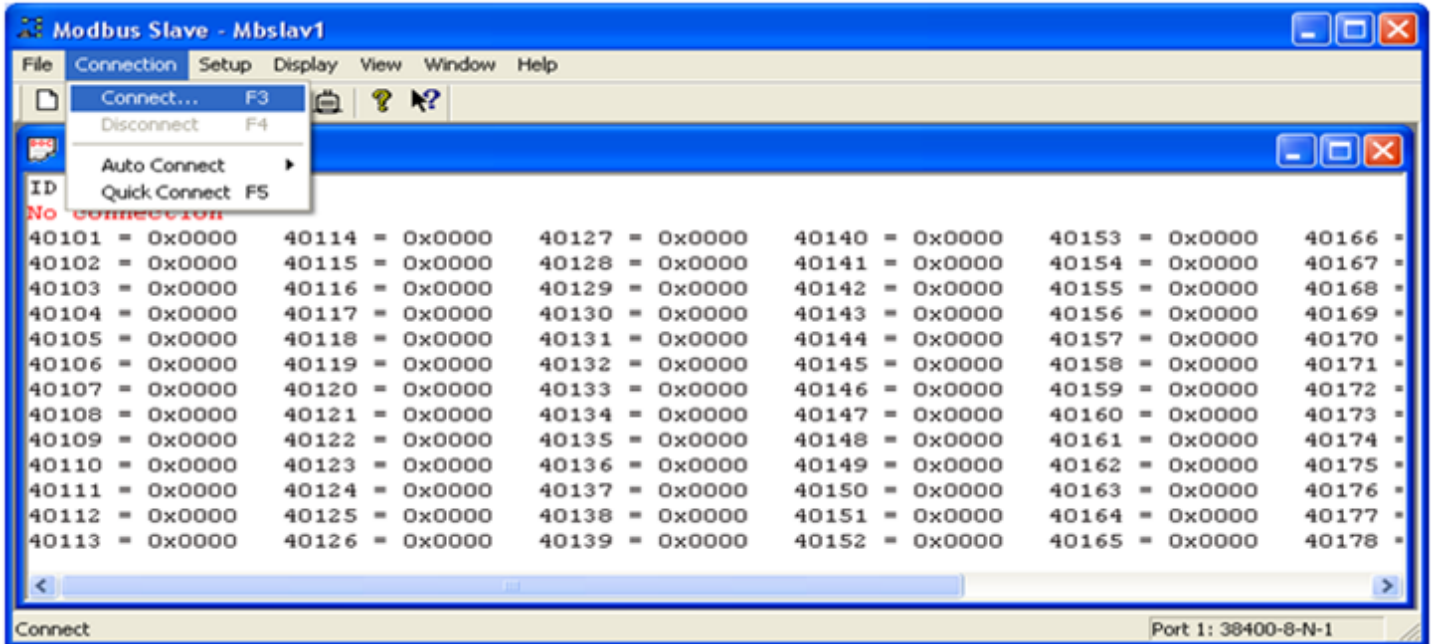 Modbus Slave - Mbslav1
File Connection Setup Display View Window Help
Connect... F3
Disconnect F4
Auto Connect
Quick Connect F5
ID
No connection
40101 = 0x0000 40114 = 0x0000 40127 = 0x0000 40140 = 0x0000 40153 = 0x0000 40166 =
40102 = 0x0000 40115 = 0x0000 40128 = 0x0000 40141 = 0x0000 40154 = 0x0000 40167 =
40103 = 0x0000 40116 = 0x0000 40129 = 0x0000 40142 = 0x0000 40155 = 0x0000 40168 =
40104 = 0x0000 40117 = 0x0000 40130 = 0x0000 40143 = 0x0000 40156 = 0x0000 40169 =
40105 = 0x0000 40118 = 0x0000 40131 = 0x0000 40144 = 0x0000 40157 = 0x0000 40170 =
40106 = 0x0000 40119 = 0x0000 40132 = 0x0000 40145 = 0x0000 40158 = 0x0000 40171 =
40107 = 0x0000 40120 = 0x0000 40133 = 0x0000 40146 = 0x0000 40159 = 0x0000 40172 =
40108 = 0x0000 40121 = 0x0000 40134 = 0x0000 40147 = 0x0000 40160 = 0x0000 40173 =
40109 = 0x0000 40122 = 0x0000 40135 = 0x0000 40148 = 0x0000 40161 = 0x0000 40174 =
40110 = 0x0000 40123 = 0x0000 40136 = 0x0000 40149 = 0x0000 40162 = 0x0000 40175 =
40111 = 0x0000 40124 = 0x0000 40137 = 0x0000 40150 = 0x0000 40163 = 0x0000 40176 =
40112 = 0x0000 40125 = 0x0000 40138 = 0x0000 40151 = 0x0000 40164 = 0x0000 40177 =
40113 = 0x0000 40126 = 0x0000 40139 = 0x0000 40152 = 0x0000 40165 = 0x0000 40178 =
Connect Port 1: 38400-8-N-1